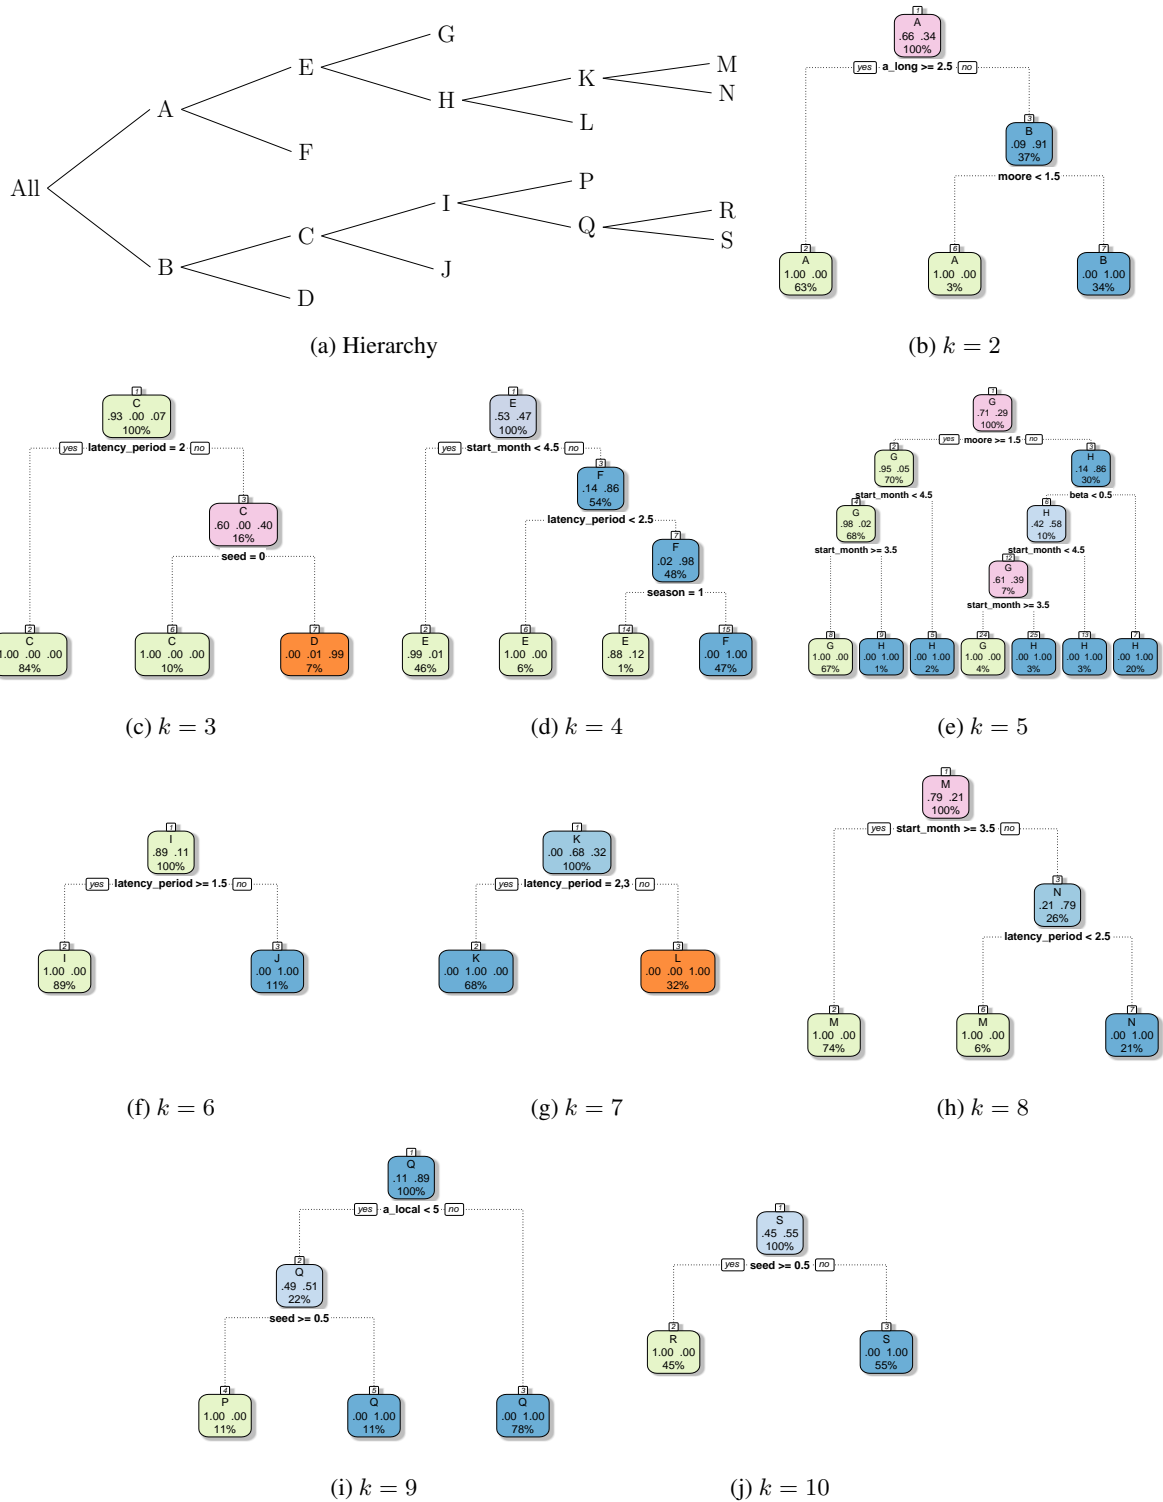 G
E
M
K
A
H
N
L
F
All
P
I
R
C
Q
S
B
J
D
(a) Hierarchy
1
A
.66 .34
100%
yes a_long >= 2.5 no
3
B
.09 .91
37%
moore < 1.5
2
A
1.00 .00
63%
6
A
1.00 .00
3%
7
B
.00 1.00
34%
(b) k = 2
1
C
.93 .00 .07
100%
yes latency_period = 2 no
3
C
.60 .00 .40
16%
seed = 0
2
C
1.00 .00 .00
84%
6
C
1.00 .00 .00
10%
7
D
.00 .01 .99
7%
(c) k = 3
1
E
.53 .47
100%
yes start_month < 4.5 no
3
F
.14 .86
54%
latency_period < 2.5
7
F
.02 .98
48%
season = 1
2
E
.99 .01
46%
6
E
1.00 .00
6%
14
E
.88 .12
1%
15
F
.00 1.00
47%
(d) k = 4
1
G
.71 .29
100%
yes moore >= 1.5 no
2
G
.95 .05
70%
start_month < 4.5
3
H
.14 .86
30%
beta < 0.5
4
G
.98 .02
68%
start_month >= 3.5
6
H
.42 .58
10%
start_month < 4.5
12
G
.61 .39
7%
start_month >= 3.5
8
G
1.00 .00
67%
9
H
.00 1.00
1%
5
H
.00 1.00
2%
24
G
1.00 .00
4%
25
H
.00 1.00
3%
13
H
.00 1.00
3%
7
H
.00 1.00
20%
(e) k = 5
1
I
.89 .11
100%
yes latency_period >= 1.5 no
2
I
1.00 .00
89%
3
J
.00 1.00
11%
(f) k = 6
1
K
.00 .68 .32
100%
yes latency_period = 2,3 no
2
K
.00 1.00 .00
68%
3
L
.00 .00 1.00
32%
(g) k = 7
1
M
.79 .21
100%
yes start_month >= 3.5 no
3
N
.21 .79
26%
latency_period < 2.5
2
M
1.00 .00
74%
6
M
1.00 .00
6%
7
N
.00 1.00
21%
(h) k = 8
1
Q
.11 .89
100%
yes a_local < 5 no
2
Q
.49 .51
22%
seed >= 0.5
4
P
1.00 .00
11%
5
Q
.00 1.00
11%
3
Q
.00 1.00
78%
(i) k = 9
1
S
.45 .55
100%
yes seed >= 0.5 no
2
R
1.00 .00
45%
3
S
.00 1.00
55%
(j) k = 10